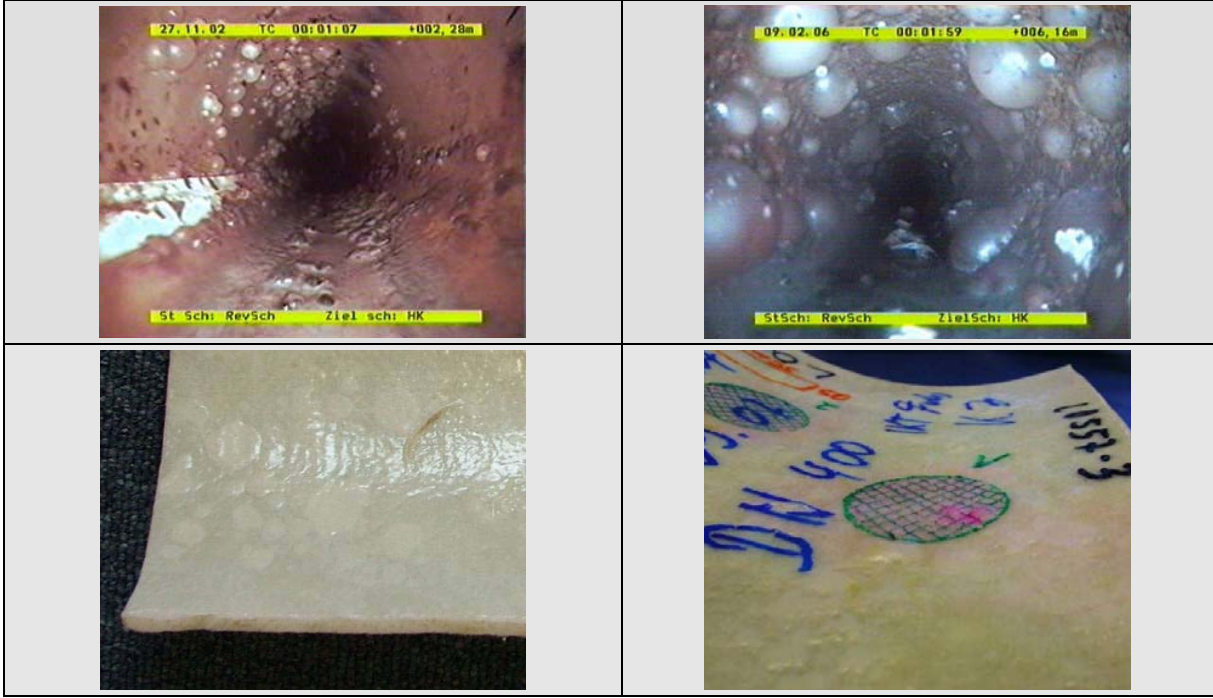 27.11.02 TC 00:01:07 +002,28m
St Sch: RevSch Ziel sch: HK
09.02.06 TC 00:01:59 +006,16m
StSch: RevSch ZielSch: HK
DN 400